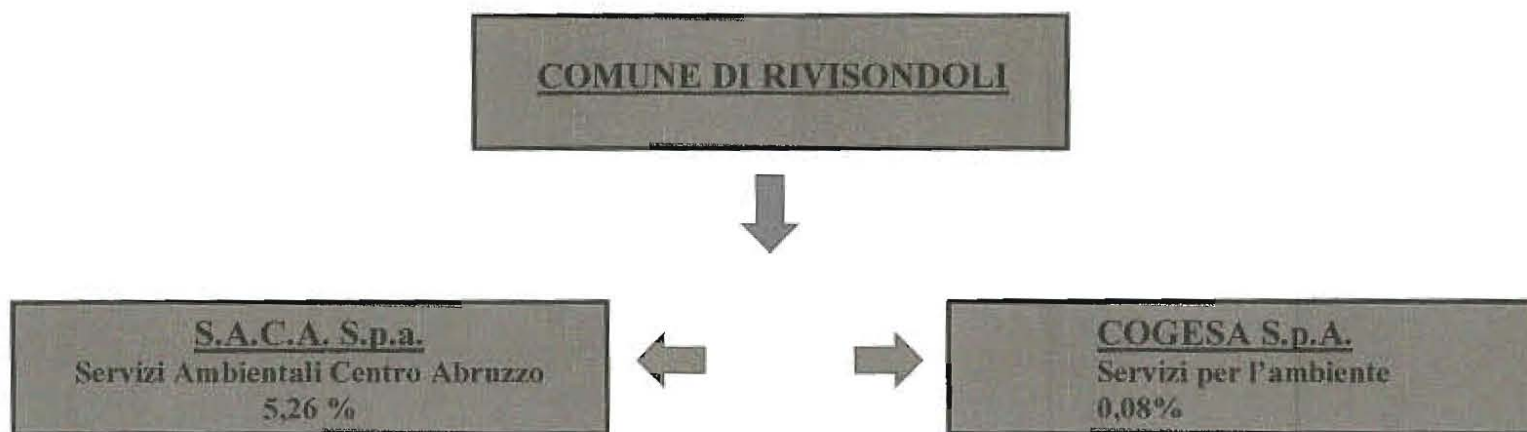 COMUNE DI RIVISONDOLI
S.A.C.A. S.p.a.
Servizi Ambientali Centro Abruzzo
5,26 %
COGESA S.p.A.
Servizi per l'ambiente
0,08%